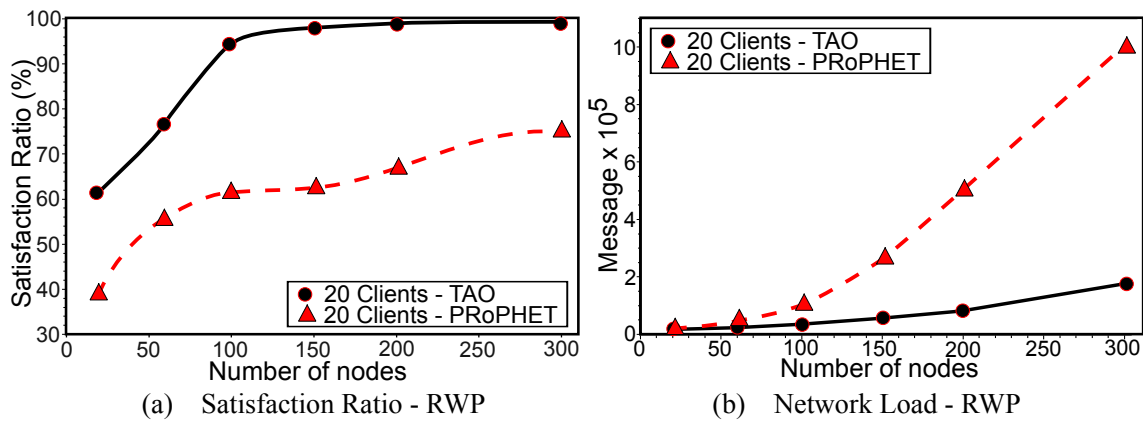 Satisfaction Ratio (%)
100
90
80
70
60
50
40
30
0
50
100
150
200
250
300
20 Clients - TAO
20 Clients - PRoPHET
Number of nodes
(a) Satisfaction Ratio - RWP
Message x 10^5
10
8
6
4
2
0
0
50
100
150
200
250
300
20 Clients - TAO
20 Clients - PRoPHET
Number of nodes
(b) Network Load - RWP